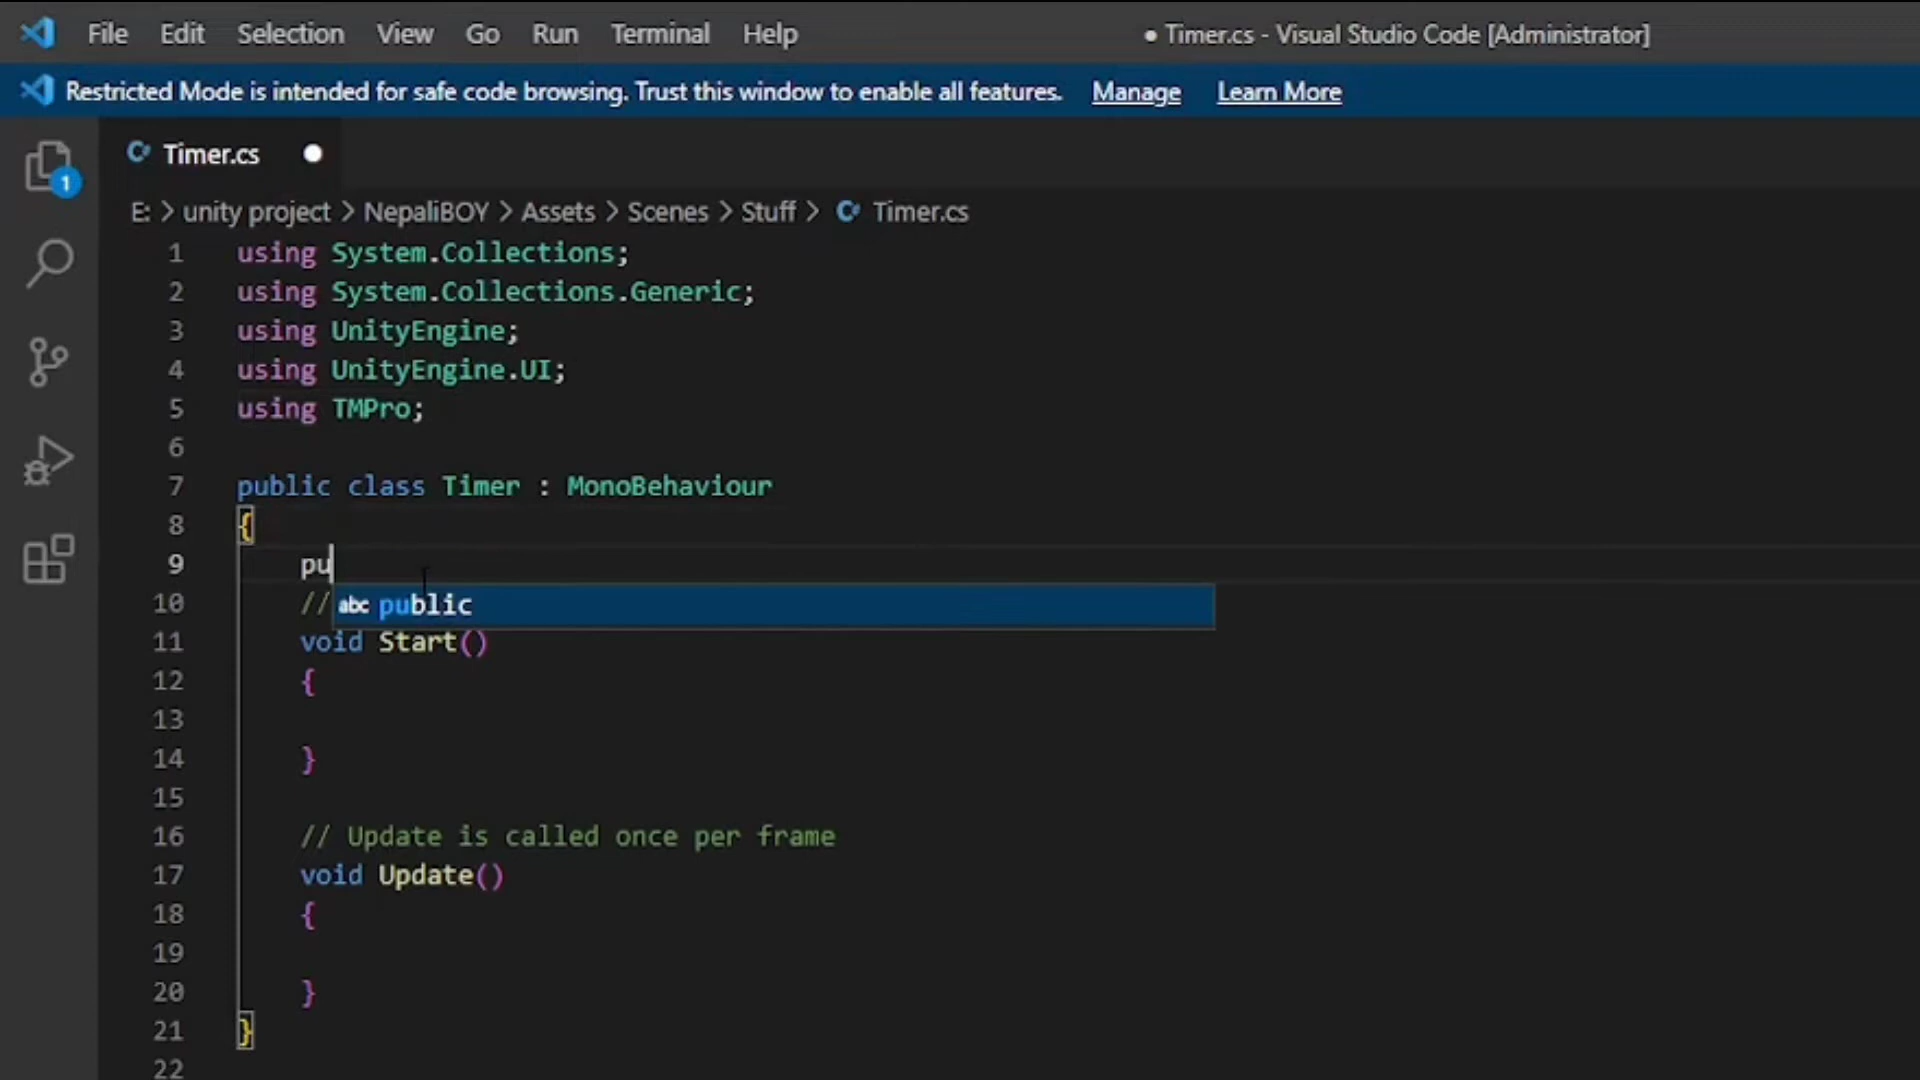 File Edit Selection View Go Run Terminal Help ● Timer.cs - Visual Studio Code [Administrator]
Restricted Mode is intended for safe code browsing. Trust this window to enable all features. Manage Learn More
Timer.cs
1
E: > unity project > NepaliBOY > Assets > Scenes > Stuff > Timer.cs
1 using System.Collections;
2 using System.Collections.Generic;
3 using UnityEngine;
4 using UnityEngine.UI;
5 using TMPro;
6
7 public class Timer : MonoBehaviour
8 {
9 pu
10 // abc public
11 void Start()
12 {
13
14 }
15
16 // Update is called once per frame
17 void Update()
18 {
19
20 }
21 }
22